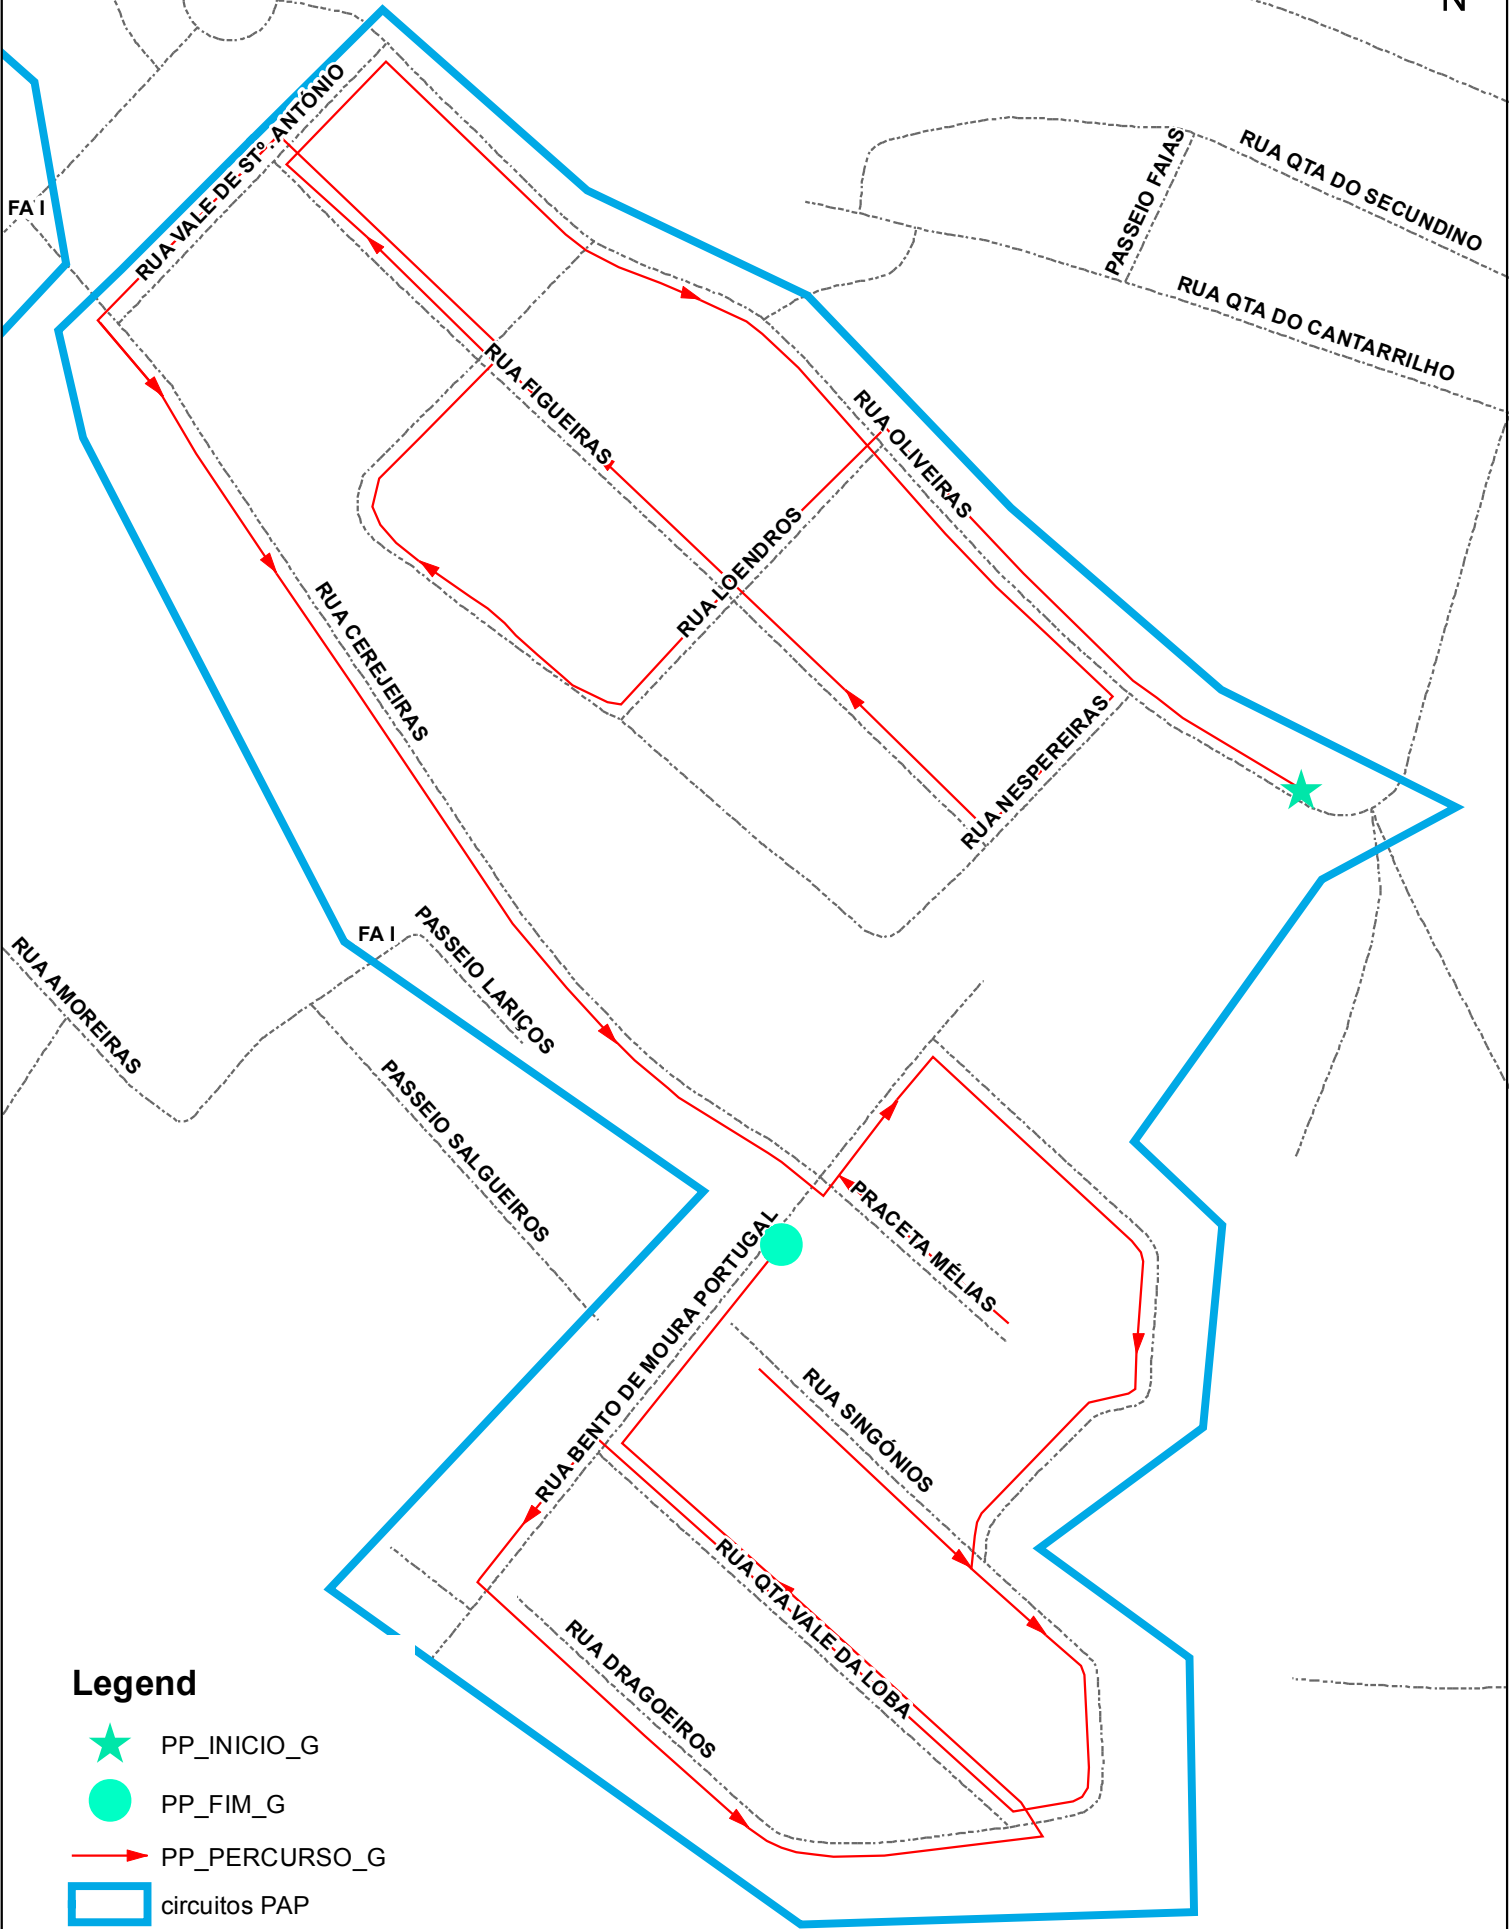 N
RUA VALE DE STº. ANTÓNIO
PASSEIO FAIAS
RUA QTA DO SECUNDINO
FA I
RUA QTA DO CANTARRILHO
RUA FIGUEIRAS
RUA OLIVEIRAS
RUA LOENDROS
RUA CEREJEIRAS
RUA NESPEREIRAS
FA I
PASSEIO LARIÇOS
RUA AMOREIRAS
PASSEIO SALGUEIROS
PRACETA MÉLIAS
RUA BENTO DE MOURA PORTUGAL
RUA SINGÓNIOS
RUA QTA VALE DA LOBA
RUA DRAGOEIROS
Legend
PP_INICIO_G
PP_FIM_G
PP_PERCURSO_G
circuitos PAP